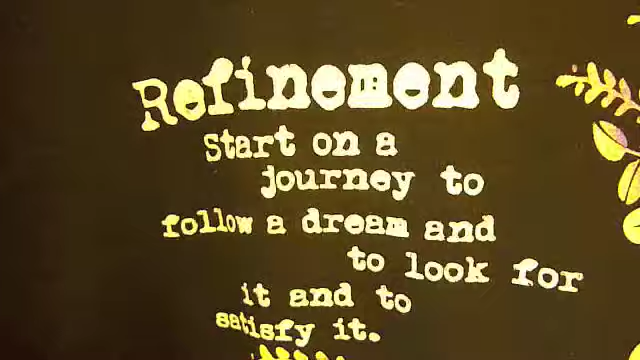 Refinement
Start on a
journey to
follow a dream and
to look for
it and to
satisfy it.